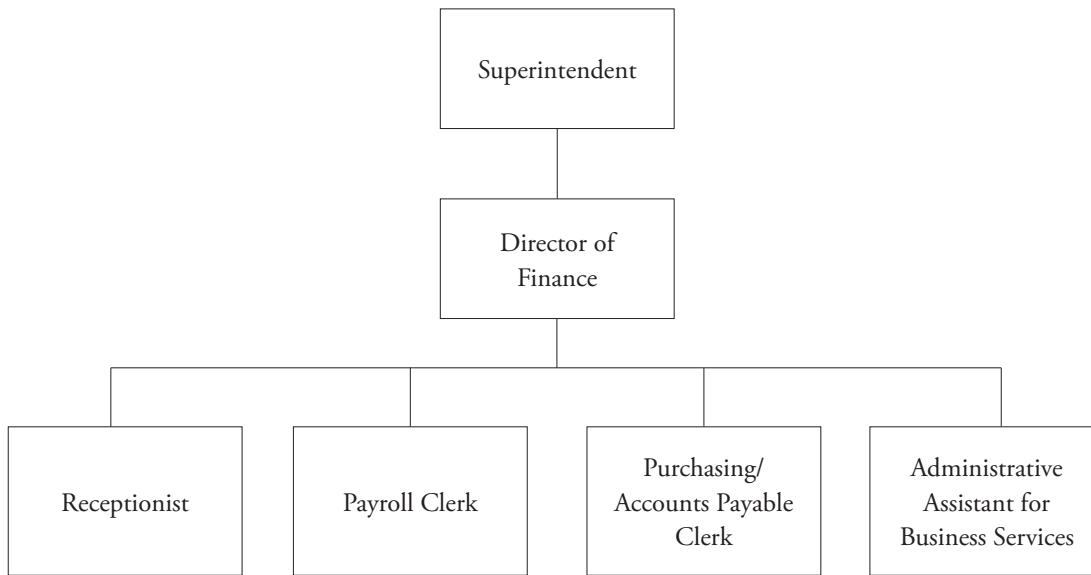 Superintendent
Director of
Finance
Receptionist
Payroll Clerk
Purchasing/
Accounts Payable
Clerk
Administrative
Assistant for
Business Services